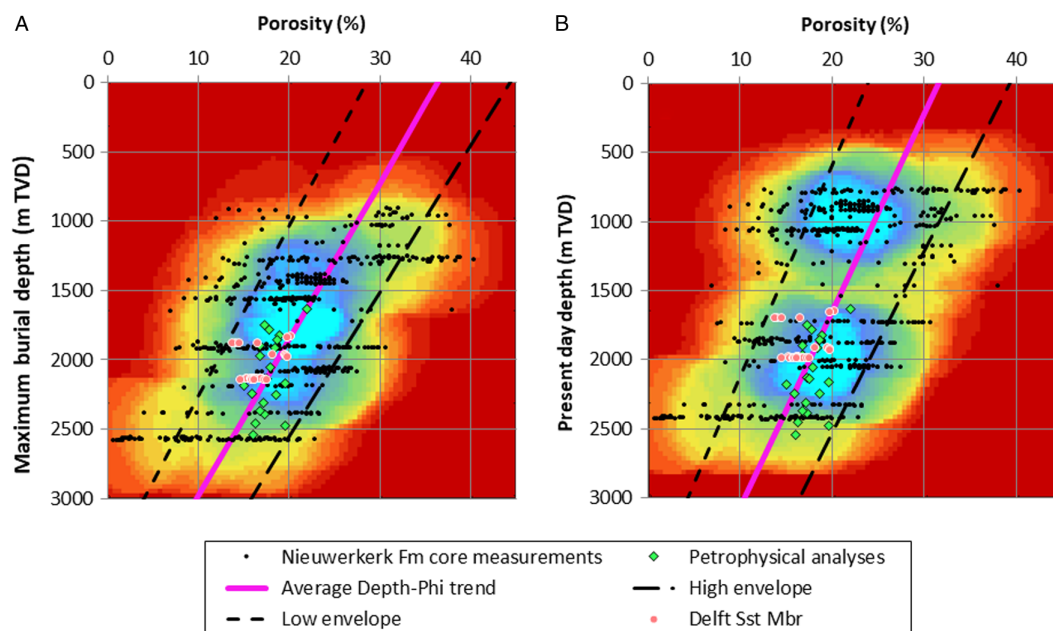 A
Porosity (%)
0 10 20 30 40
0
500
1000
1500
2000
2500
3000
Maximum burial depth (m TVD)
B
Porosity (%)
0 10 20 30 40
0
500
1000
1500
2000
2500
3000
Present day depth (m TVD)
Nieuwerkerk Fm core measurements
Petrophysical analyses
Average Depth-Phi trend
High envelope
Low envelope
Delft Sst Mbr